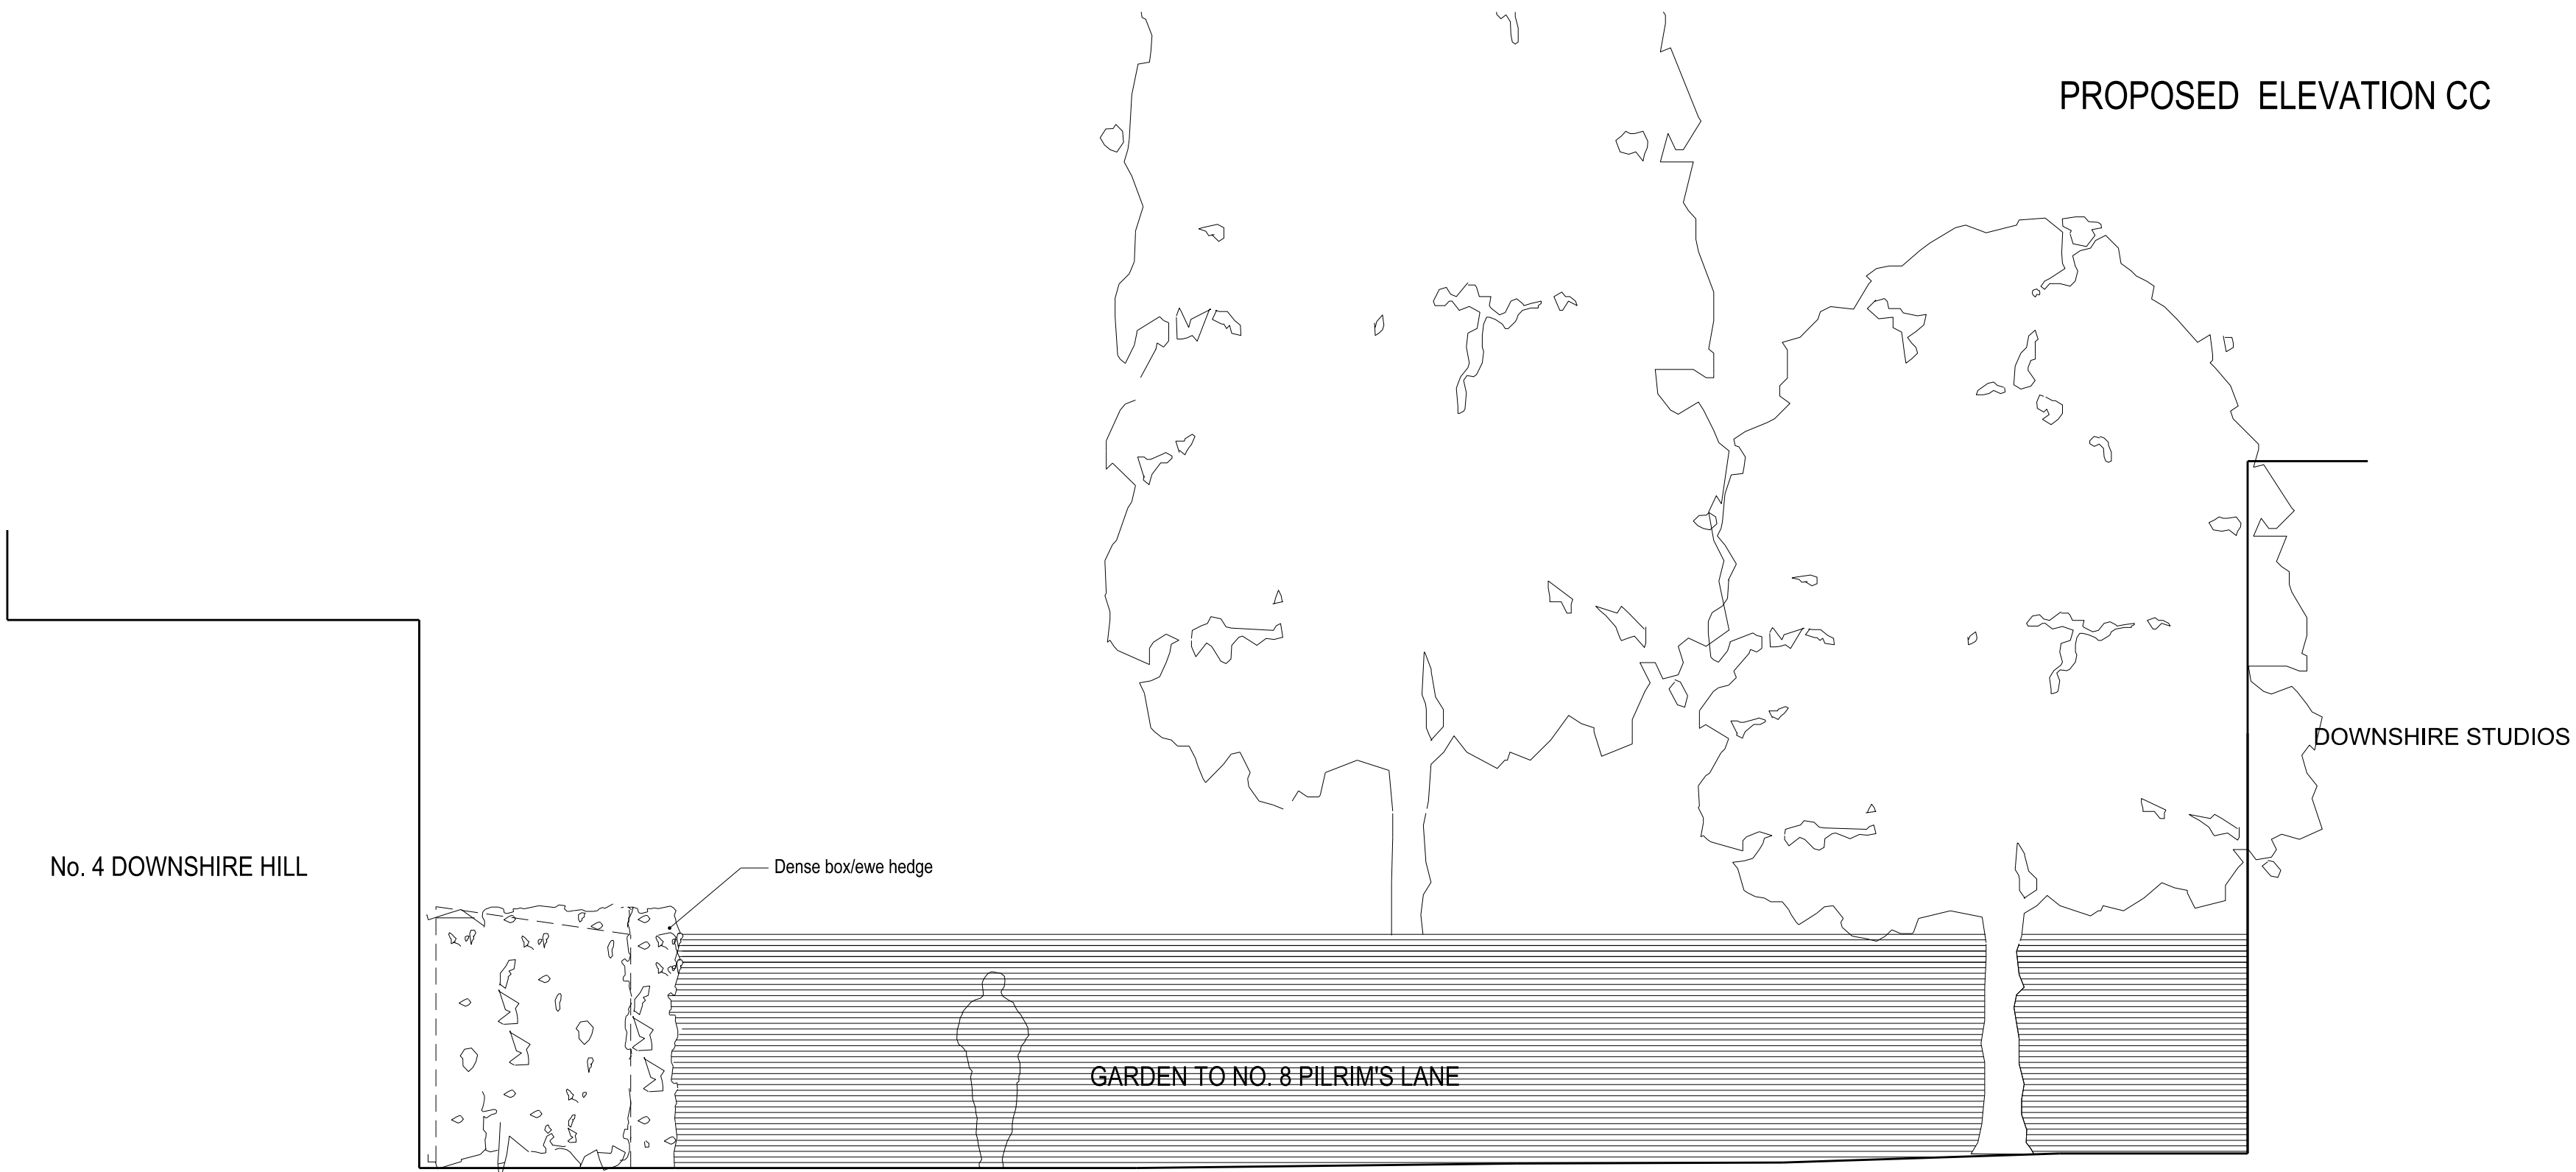 PROPOSED ELEVATION CC
DOWNSHIRE STUDIOS
No. 4 DOWNSHIRE HILL
Dense box/ewe hedge
GARDEN TO NO. 8 PILRIM'S LANE